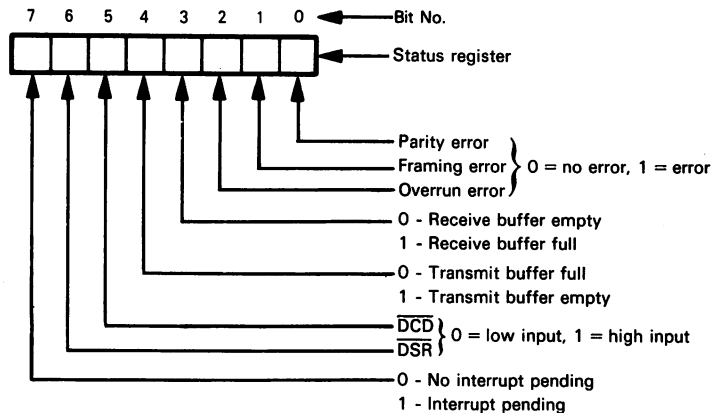 7 6 5 4 3 2 1 0 Bit No.
Status register
Parity error
Framing error 0 = no error, 1 = error
Overrun error
0 - Receive buffer empty
1 - Receive buffer full
0 - Transmit buffer full
1 - Transmit buffer empty
DCD
0 = low input, 1 = high input
DSR
0 - No interrupt pending
1 - Interrupt pending